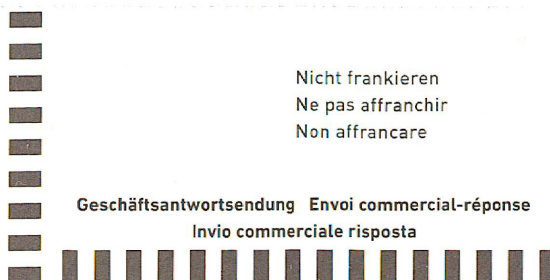 Nicht frankieren
Ne pas affranchir
Non affrancare
Geschäftsantwortsendung Envoi commercial-réponse
Invio commerciale risposta